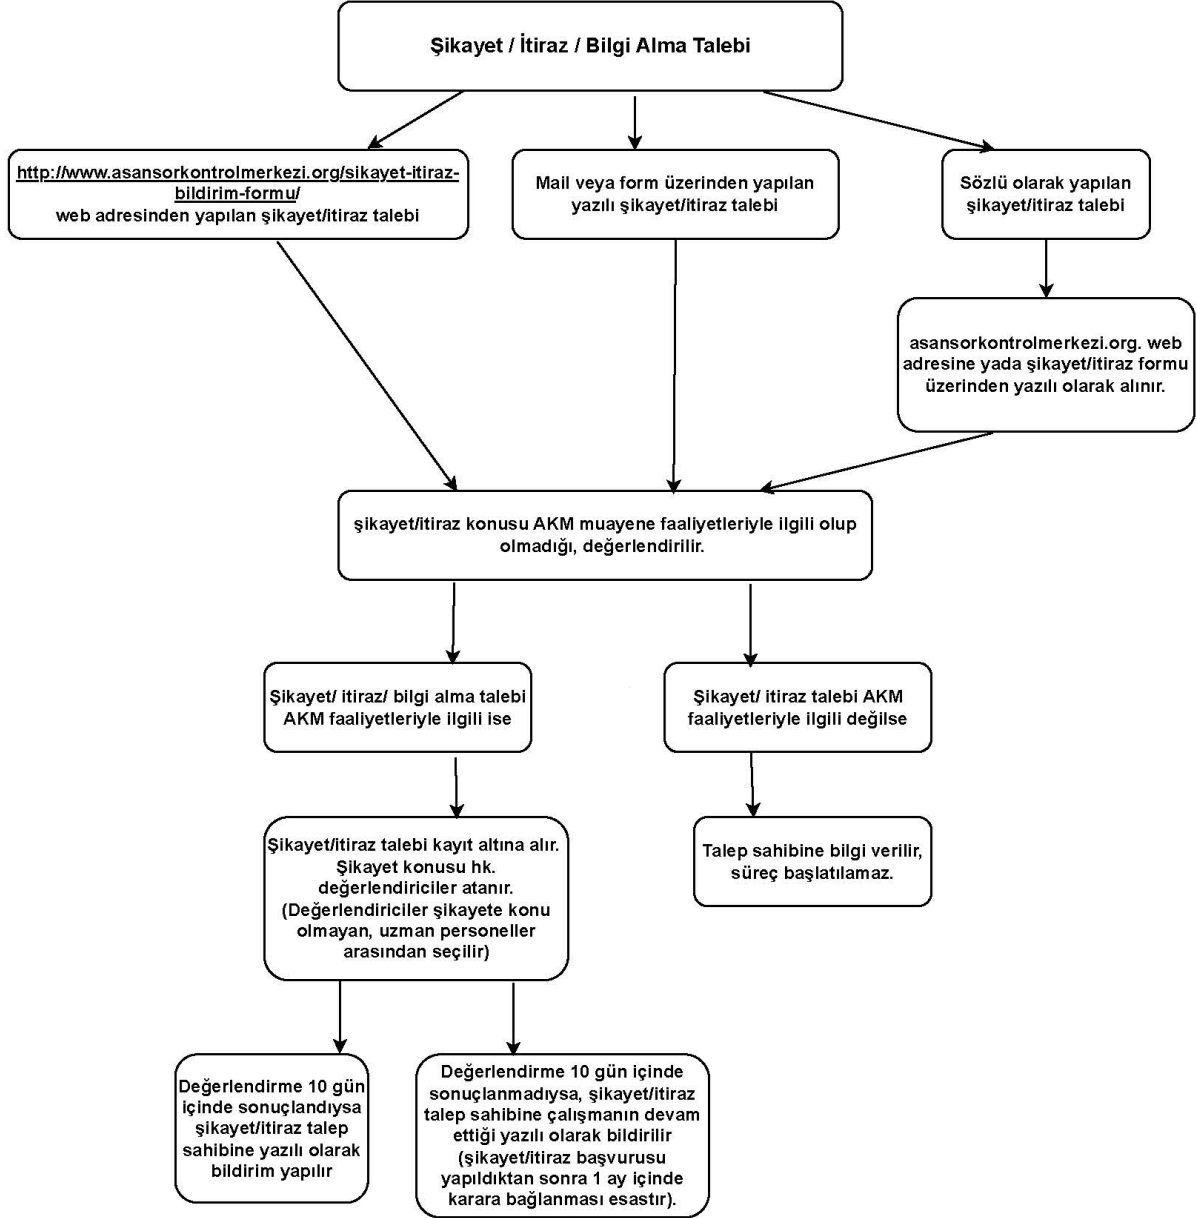 Şikayet / İtiraz / Bilgi Alma Talebi
http://www.asansorkontrolmerkezi.org/sikayet-itiraz-
bildirim-formu/
web adresinden yapılan şikayet/itiraz talebi
Mail veya form üzerinden yapılan
yazılı şikayet/itiraz talebi
Sözlü olarak yapılan
şikayet/itiraz talebi
asansorkontrolmerkezi.org. web
adresine yada şikayet/itiraz formu
üzerinden yazılı olarak alınır.
şikayet/itiraz konusu AKM muayene faaliyetleriyle ilgili olup
olmadığı, değerlendirilir.
Şikayet/ itiraz/ bilgi alma talebi
AKM faaliyetleriyle ilgili ise
Şikayet/ itiraz talebi AKM
faaliyetleriyle ilgili değilse
Şikayet/itiraz talebi kayıt altına alır.
Şikayet konusu hk.
değerlendiriciler atanır.
(Değerlendiriciler şikayete konu
olmayan, uzman personeller
arasından seçilir)
Talep sahibine bilgi verilir,
süreç başlatılamaz.
Değerlendirme 10 gün
içinde sonuçlandıysa
şikayet/itiraz talep
sahibine yazılı olarak
bildirim yapılır
Değerlendirme 10 gün içinde
sonuçlanmadıysa, şikayet/itiraz
talep sahibine çalışmanın devam
ettiği yazılı olarak bildirilir
(şikayet/itiraz başvurusu
yapıldıktan sonra 1 ay içinde
karara bağlanması esastır).